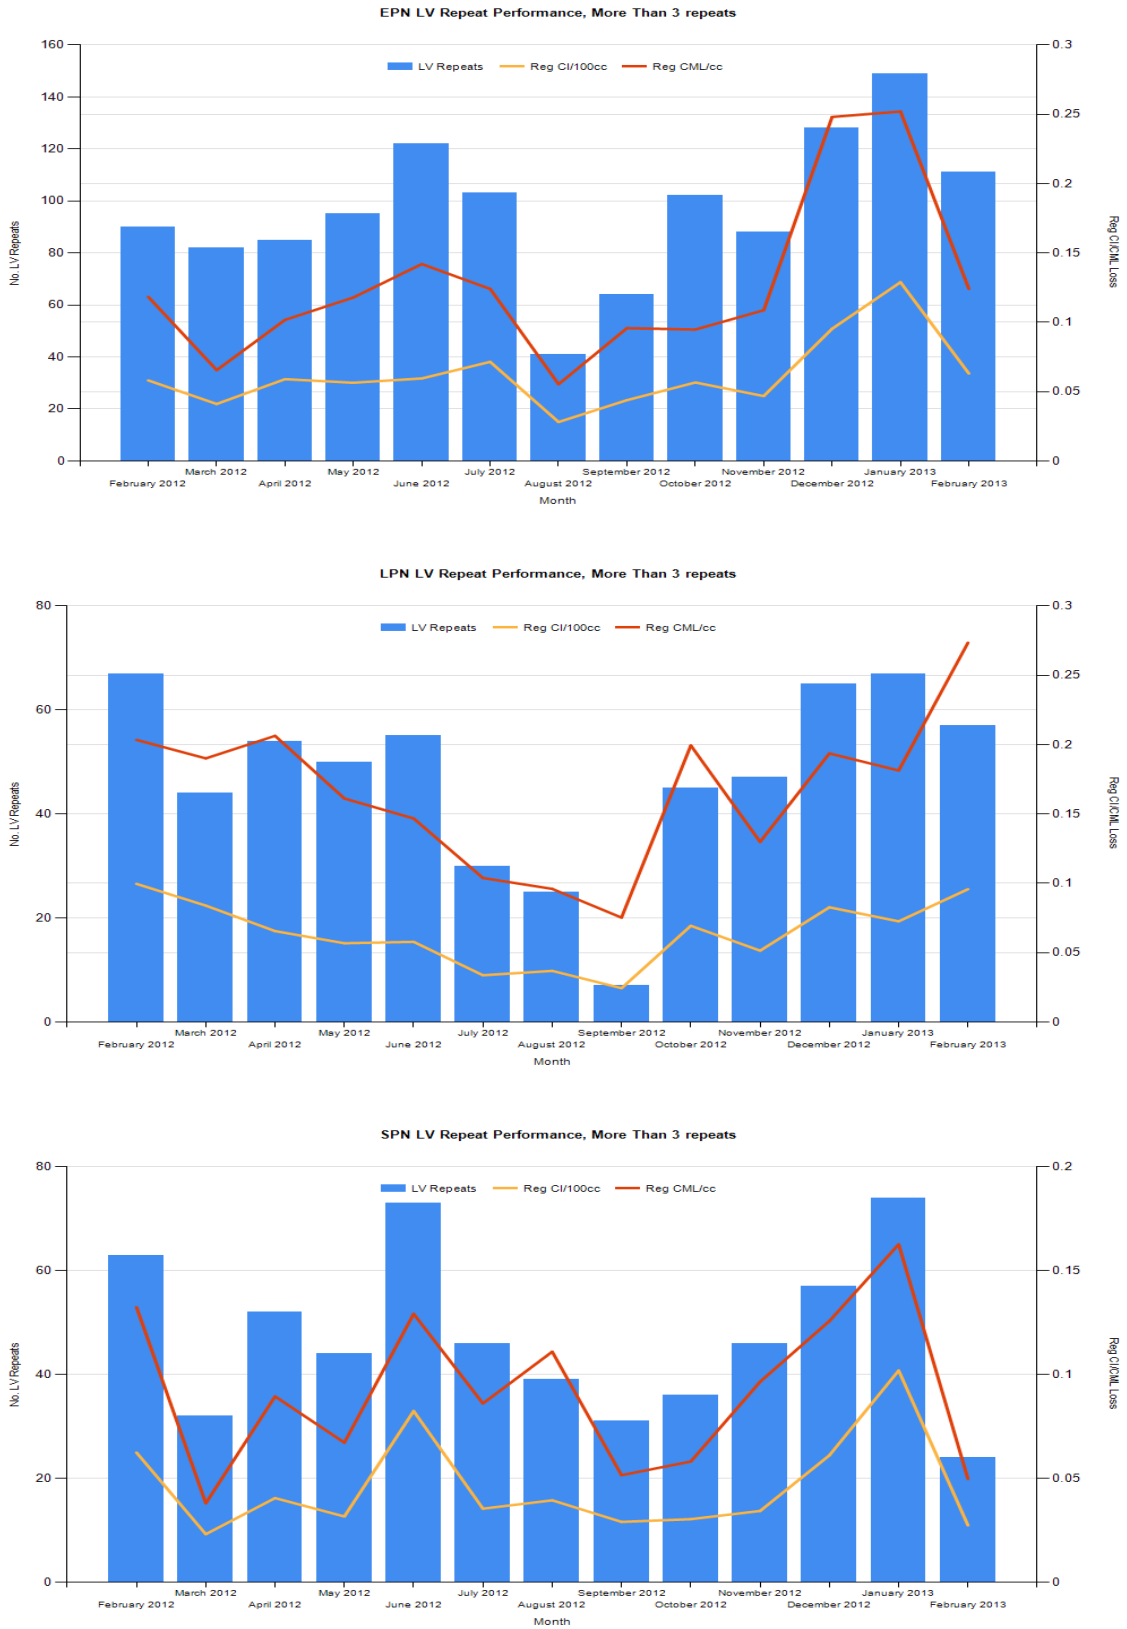 EPN LV Repeat Performance, More Than 3 repeats
160 0.3
LV Repeats Reg CI/100cc Reg CML/cc
140
0.25
120
0.2
100
No. LV Repeats
80 0.15
Reg CI/CML Loss
60
0.1
40
0.05
20
0 0
March 2012 May 2012 July 2012 September 2012 November 2012 January 2013
February 2012 April 2012 June 2012 August 2012 October 2012 December 2012 February 2013
Month
LPN LV Repeat Performance, More Than 3 repeats
80 0.3
LV Repeats Reg CI/100cc Reg CML/cc
0.25
60
0.2
No. LV Repeats
40 0.15
Reg CI/CML Loss
0.1
20
0.05
0 0
March 2012 May 2012 July 2012 September 2012 November 2012 January 2013
February 2012 April 2012 June 2012 August 2012 October 2012 December 2012 February 2013
Month
SPN LV Repeat Performance, More Than 3 repeats
80 0.2
LV Repeats Reg CI/100cc Reg CML/cc
60 0.15
No. LV Repeats
40 0.1
Reg CI/CML Loss
20 0.05
0 0
March 2012 May 2012 July 2012 September 2012 November 2012 January 2013
February 2012 April 2012 June 2012 August 2012 October 2012 December 2012 February 2013
Month